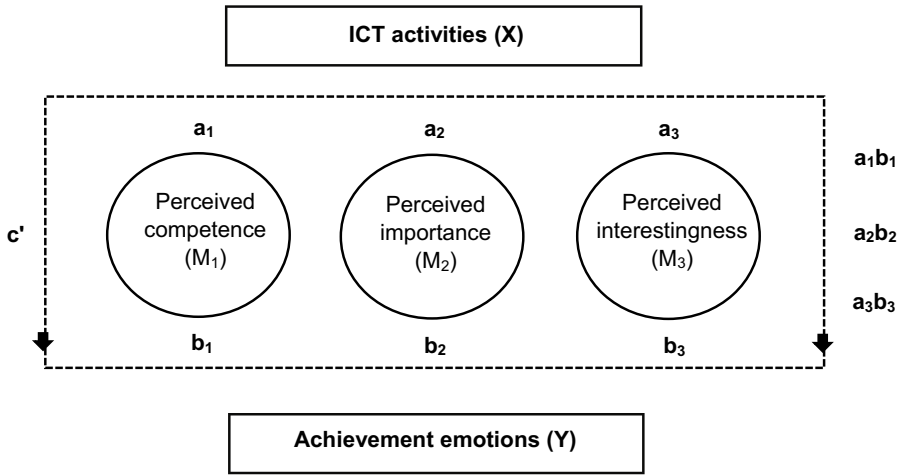 ICT activities (X)
a₁ a₂ a₃
a₁b₁
Perceived
competence
(M₁)
Perceived
importance
(M₂)
Perceived
interestingness
(M₃)
c'
a₂b₂
a₃b₃
b₁ b₂ b₃
Achievement emotions (Y)